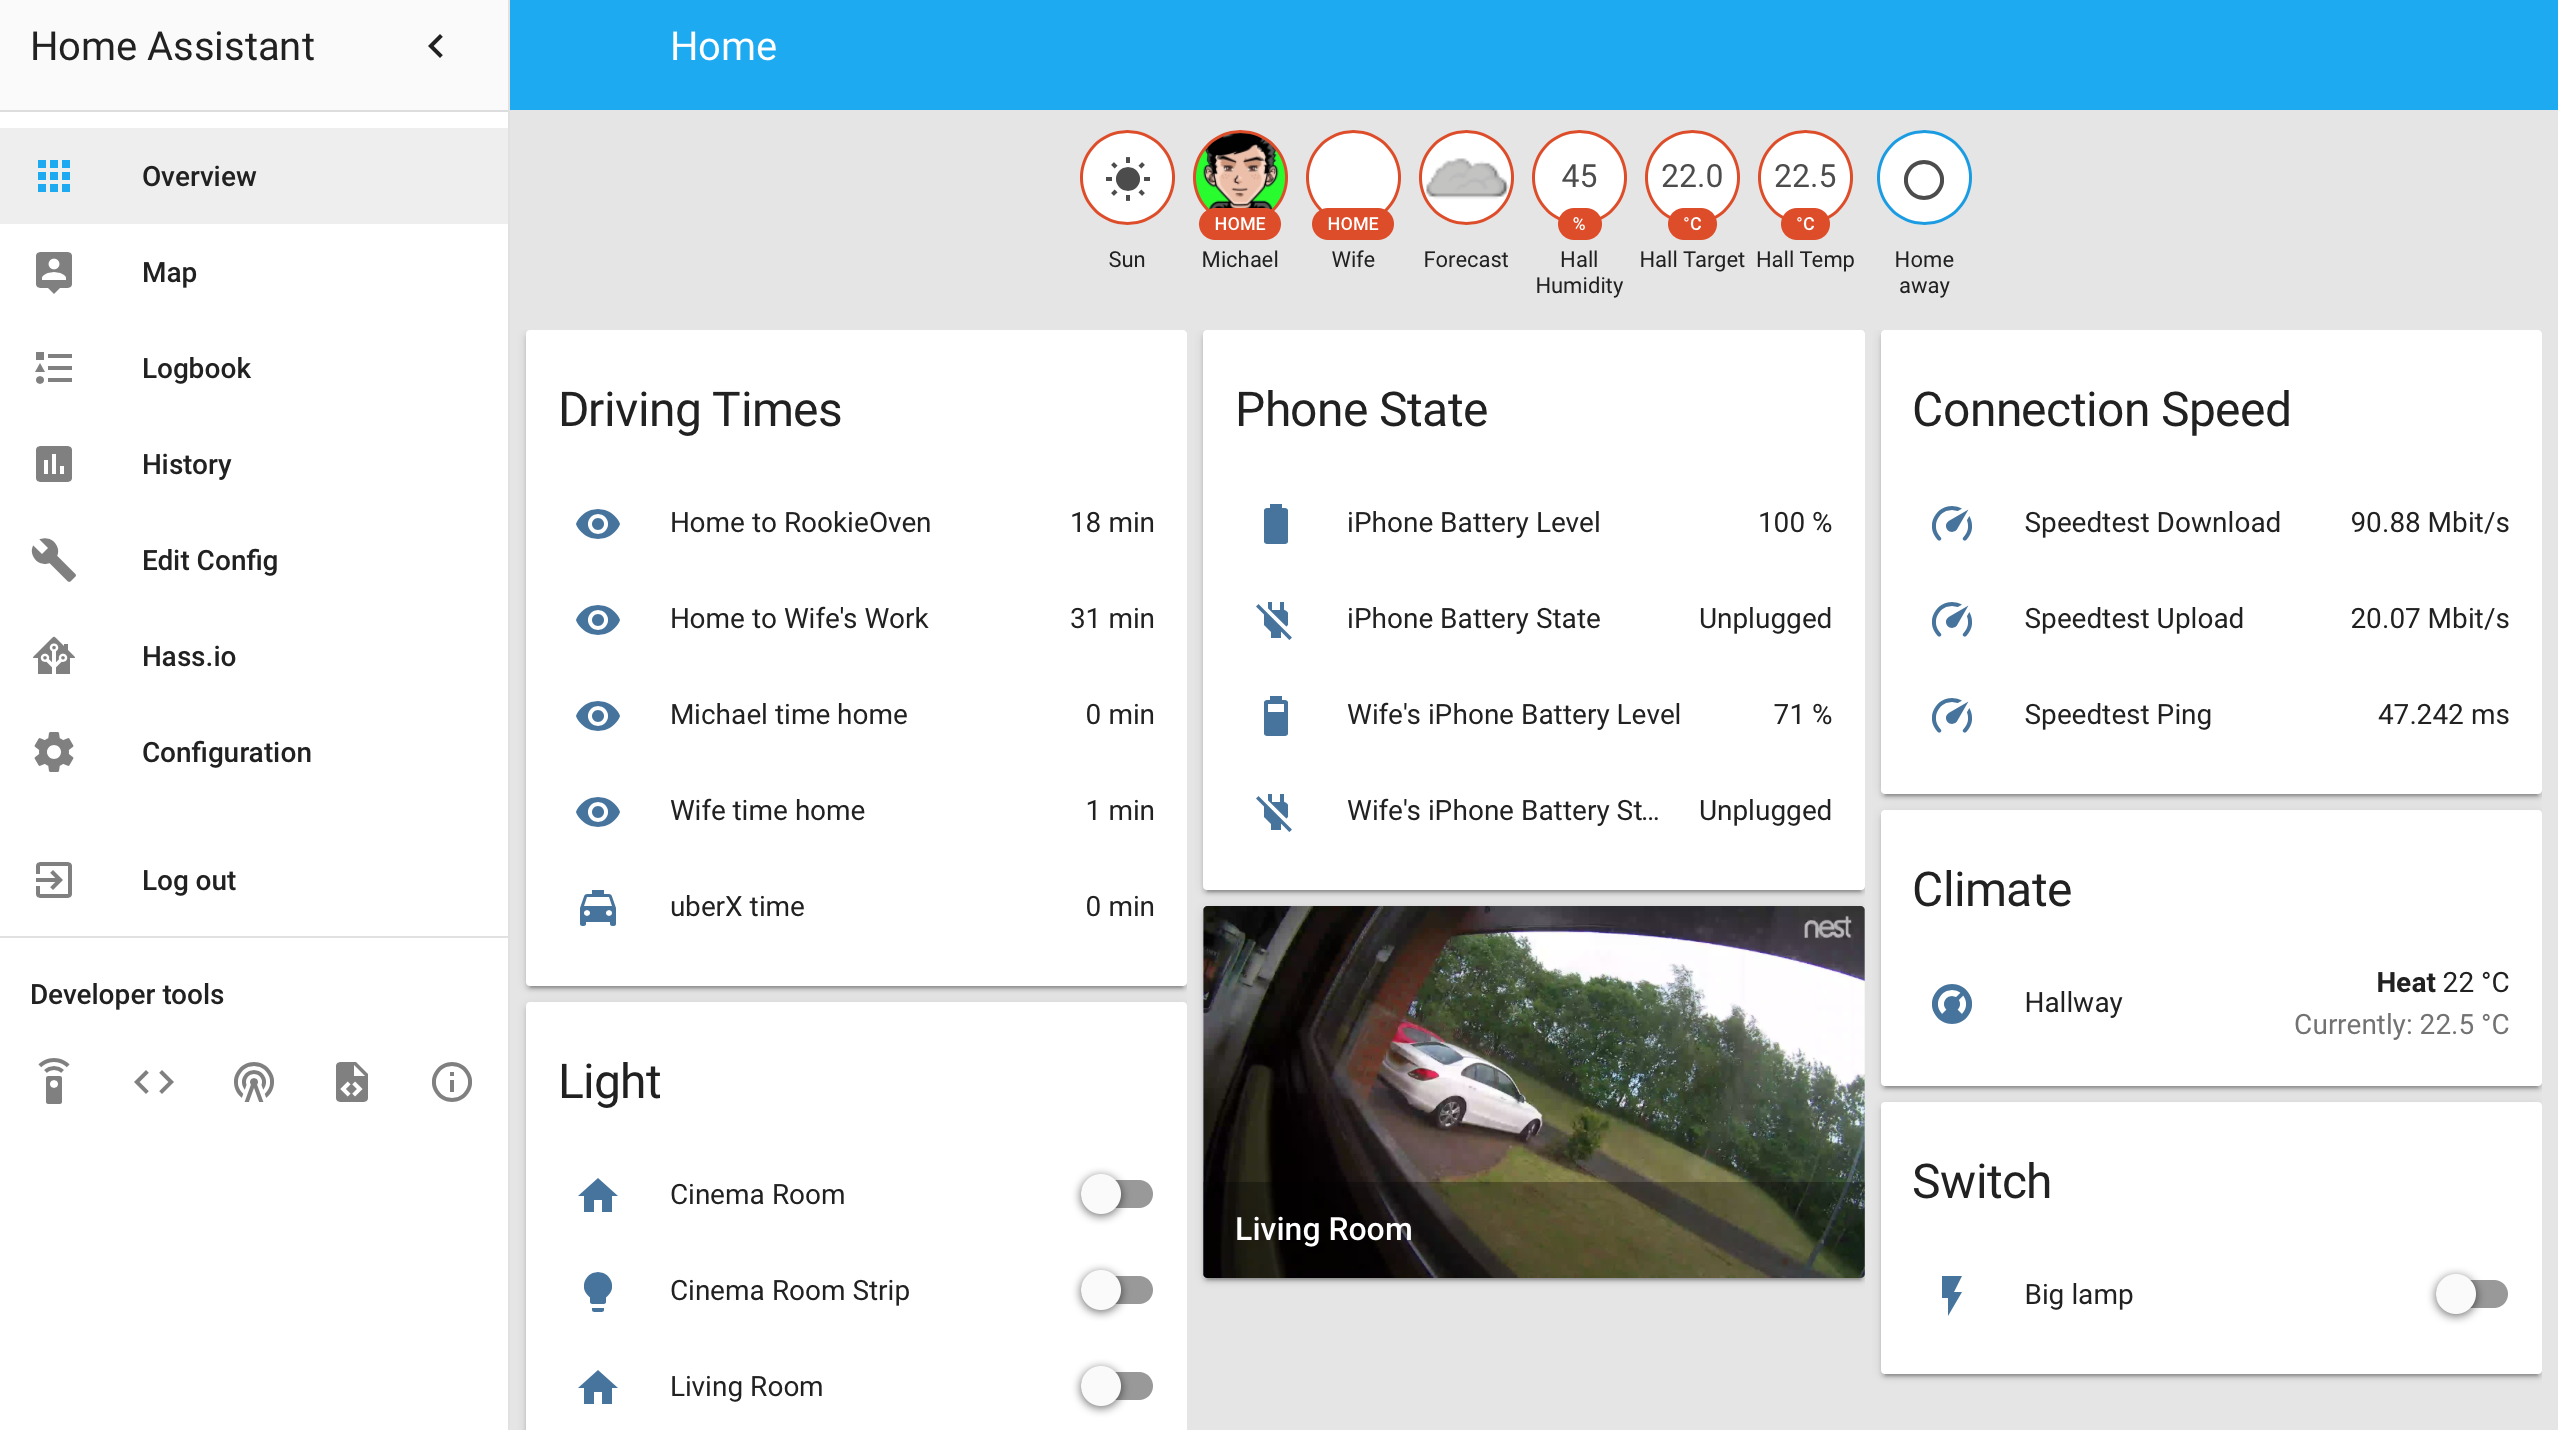 Home Assistant
Overview
Map
Logbook
History
Edit Config
Hass.io
Configuration
Log out
Developer tools
Home
Sun
HOME
Michael
HOME
Wife
Forecast
45
%
Hall
Humidity
22.0
°C
Hall Target
22.5
°C
Hall Temp
Home
away
Driving Times
Home to RookieOven 18 min
Home to Wife's Work 31 min
Michael time home 0 min
Wife time home 1 min
uberX time 0 min
Light
Cinema Room
Cinema Room Strip
Living Room
Phone State
iPhone Battery Level 100 %
iPhone Battery State Unplugged
Wife's iPhone Battery Level 71 %
Wife's iPhone Battery St... Unplugged
nest
Living Room
Connection Speed
Speedtest Download 90.88 Mbit/s
Speedtest Upload 20.07 Mbit/s
Speedtest Ping 47.242 ms
Climate
Hallway
Heat 22 °C
Currently: 22.5 °C
Switch
Big lamp